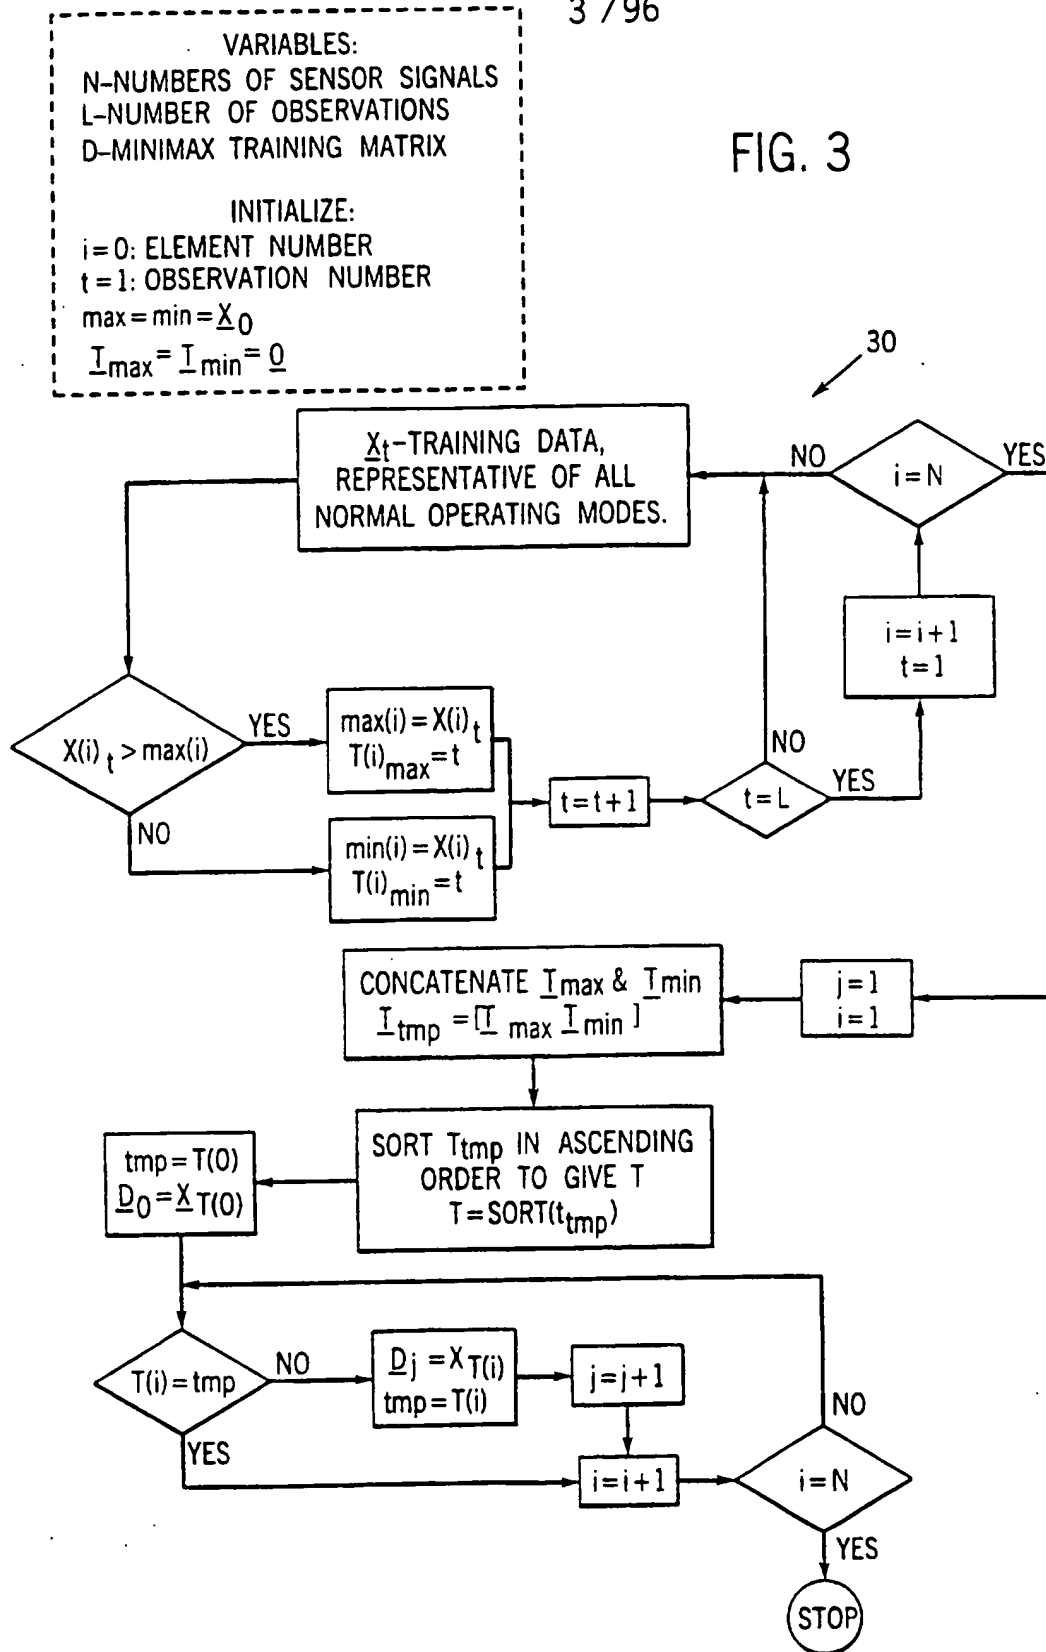 3 / 96
VARIABLES:
N–NUMBERS OF SENSOR SIGNALS
L–NUMBER OF OBSERVATIONS
D–MINIMAX TRAINING MATRIX
INITIALIZE:
i=0: ELEMENT NUMBER
t=1: OBSERVATION NUMBER
max=min=X0
Tmax=Tmin=0
FIG. 3
30
Xt–TRAINING DATA,
REPRESENTATIVE OF ALL
NORMAL OPERATING MODES.
NO
i=N
YES
i=i+1
t=1
X(i)t>max(i)
YES
max(i)=X(i)t
T(i)max=t
NO
min(i)=X(i)t
T(i)min=t
t=t+1
NO
t=L
YES
CONCATENATE Tmax & Tmin
Ttmp=[Tmax Tmin]
j=1
i=1
SORT Ttmp IN ASCENDING
ORDER TO GIVE T
T=SORT(ttmp)
tmp=T(0)
D0=XT(0)
T(i)=tmp
NO
Dj=XT(i)
tmp=T(i)
j=j+1
YES
i=i+1
NO
i=N
YES
STOP